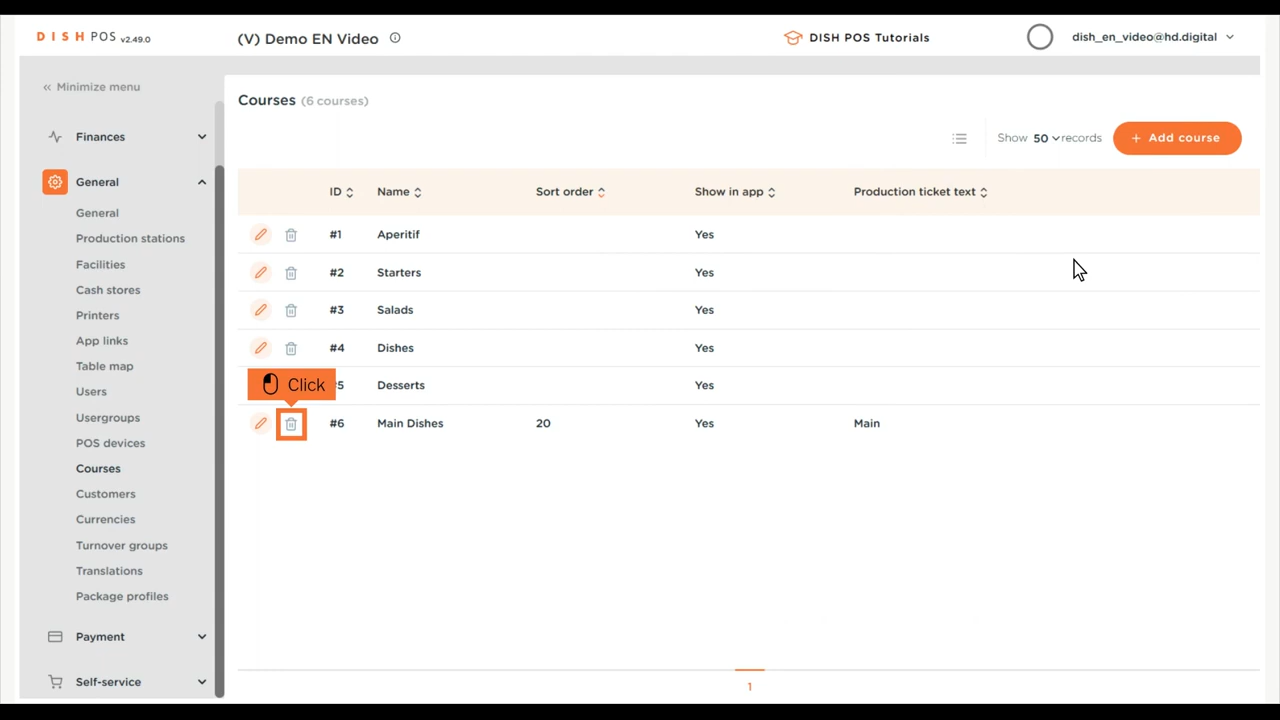 DISH POS v2.49.0
(V) Demo EN Video
DISH POS Tutorials
dish_en_video@hd.digital
« Minimize menu
Finances
General
General
Production stations
Facilities
Cash stores
Printers
App links
Table map
Users
Usergroups
POS devices
Courses
Customers
Currencies
Turnover groups
Translations
Package profiles
Payment
Self-service
Courses (6 courses)
Show 50 records
+ Add course
ID Name Sort order Show in app Production ticket text
#1 Aperitif Yes
#2 Starters Yes
#3 Salads Yes
#4 Dishes Yes
Click
5 Desserts Yes
#6 Main Dishes 20 Yes Main
1